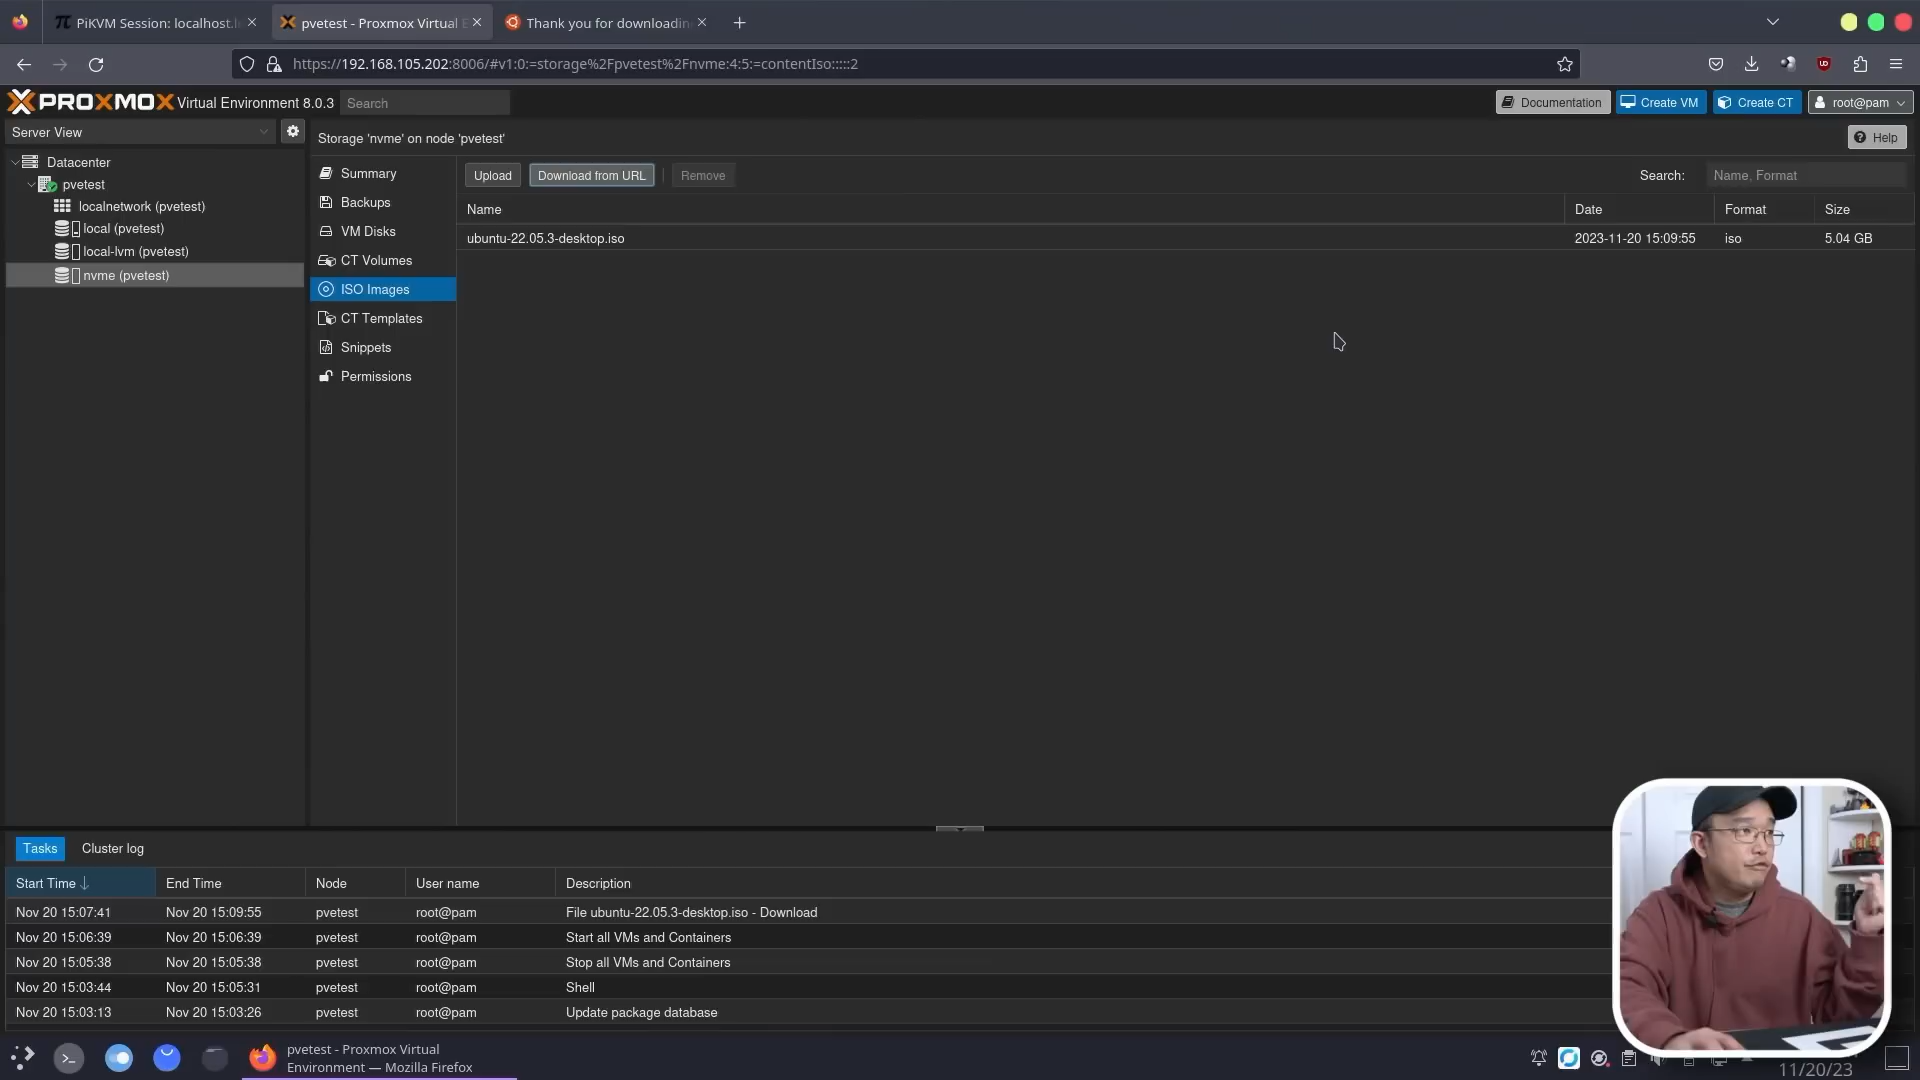 PiKVM Session: localhost.l
pvetest - Proxmox Virtual E
Thank you for downloadin
https://192.168.105.202:8006/#v1:0:=storage%2Fpvetest%2Fnvme:4:5:=contentIso:::::2
PROXMOX Virtual Environment 8.0.3 Search
Documentation Create VM Create CT root@pam
Server View
Storage 'nvme' on node 'pvetest'
Help
Datacenter
pvetest
localnetwork (pvetest)
local (pvetest)
local-lvm (pvetest)
nvme (pvetest)
Summary
Backups
VM Disks
CT Volumes
ISO Images
CT Templates
Snippets
Permissions
Upload Download from URL Remove Search: Name, Format
Name Date Format Size
ubuntu-22.05.3-desktop.iso 2023-11-20 15:09:55 iso 5.04 GB
Tasks Cluster log
Start Time End Time Node User name Description
Nov 20 15:07:41 Nov 20 15:09:55 pvetest root@pam File ubuntu-22.05.3-desktop.iso - Download
Nov 20 15:06:39 Nov 20 15:06:39 pvetest root@pam Start all VMs and Containers
Nov 20 15:05:38 Nov 20 15:05:38 pvetest root@pam Stop all VMs and Containers
Nov 20 15:03:44 Nov 20 15:05:31 pvetest root@pam Shell
Nov 20 15:03:13 Nov 20 15:03:26 pvetest root@pam Update package database
pvetest - Proxmox Virtual
Environment — Mozilla Firefox
11/20/23